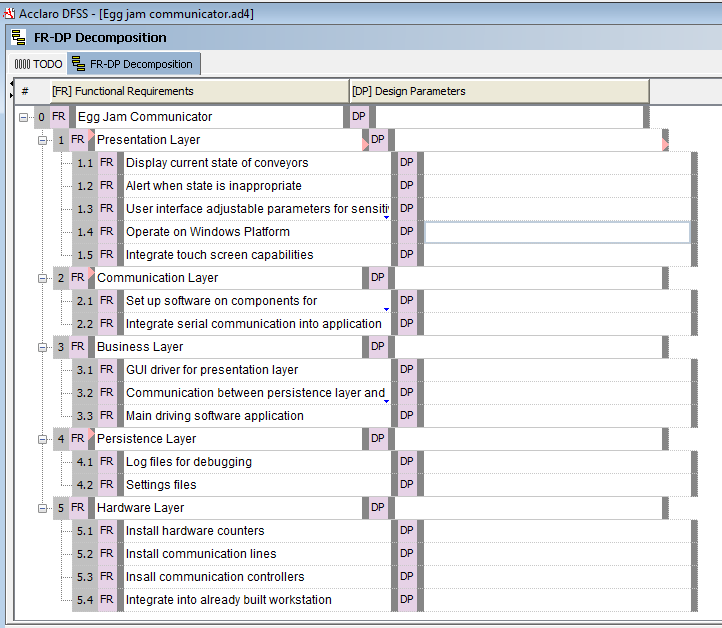 Acclaro DFSS - [Egg jam communicator.ad4]
FR-DP Decomposition
TODO FR-DP Decomposition
# [FR] Functional Requirements [DP] Design Parameters
0 FR Egg Jam Communicator DP
1 FR Presentation Layer DP
1.1 FR Display current state of conveyors DP
1.2 FR Alert when state is inappropriate DP
1.3 FR User interface adjustable parameters for sensiti DP
1.4 FR Operate on Windows Platform DP
1.5 FR Integrate touch screen capabilities DP
2 FR Communication Layer DP
2.1 FR Set up software on components for DP
2.2 FR Integrate serial communication into application DP
3 FR Business Layer DP
3.1 FR GUI driver for presentation layer DP
3.2 FR Communication between persistence layer and DP
3.3 FR Main driving software application DP
4 FR Persistence Layer DP
4.1 FR Log files for debugging DP
4.2 FR Settings files DP
5 FR Hardware Layer DP
5.1 FR Install hardware counters DP
5.2 FR Install communication lines DP
5.3 FR Insall communication controllers DP
5.4 FR Integrate into already built workstation DP